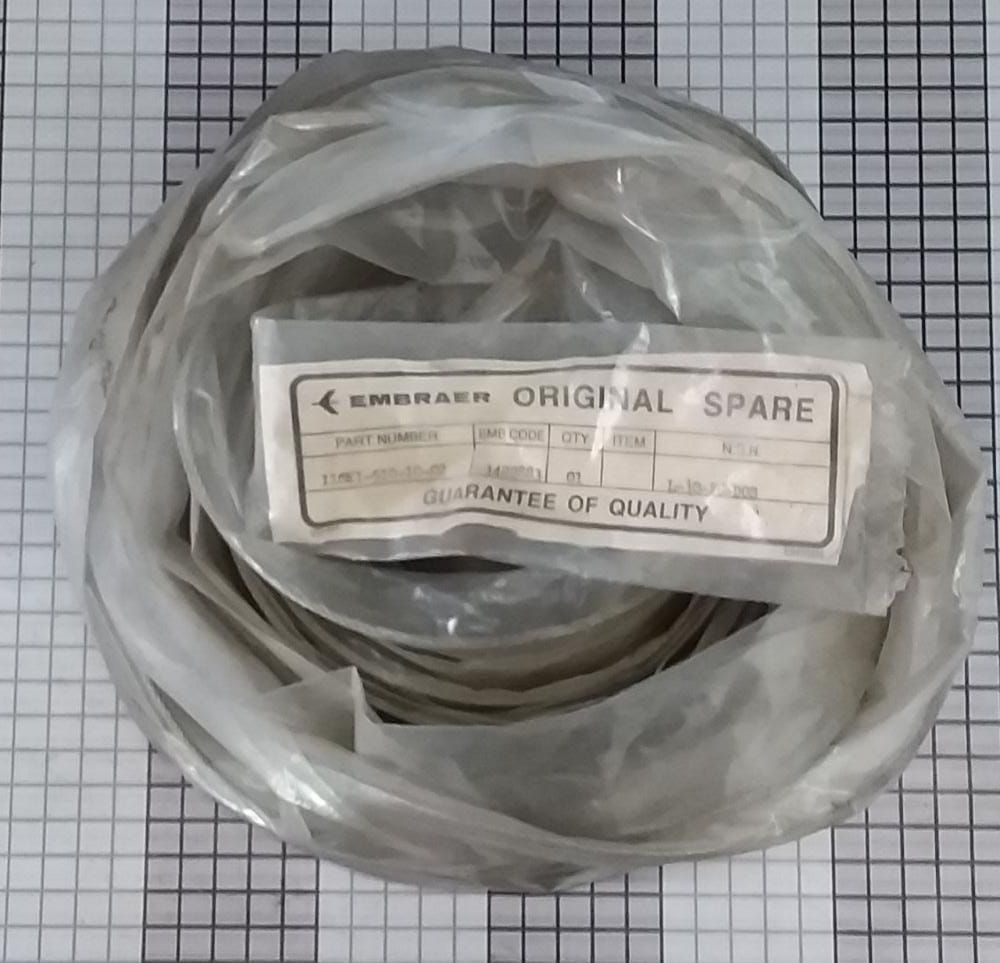 EMBRAER ORIGINAL SPARE
PART NUMBER EMB CODE QTY ITEM N.S.N.
01
GUARANTEE OF QUALITY